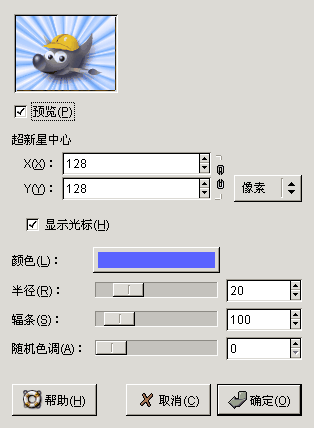 预览(P)
超新星中心
X(X)： 128
Y(Y)： 128 像素
显示光标(H)
颜色(L)：
半径(R)： 20
辐条(S)： 100
随机色调(A)： 0
帮助(H) 取消(C) 确定(O)